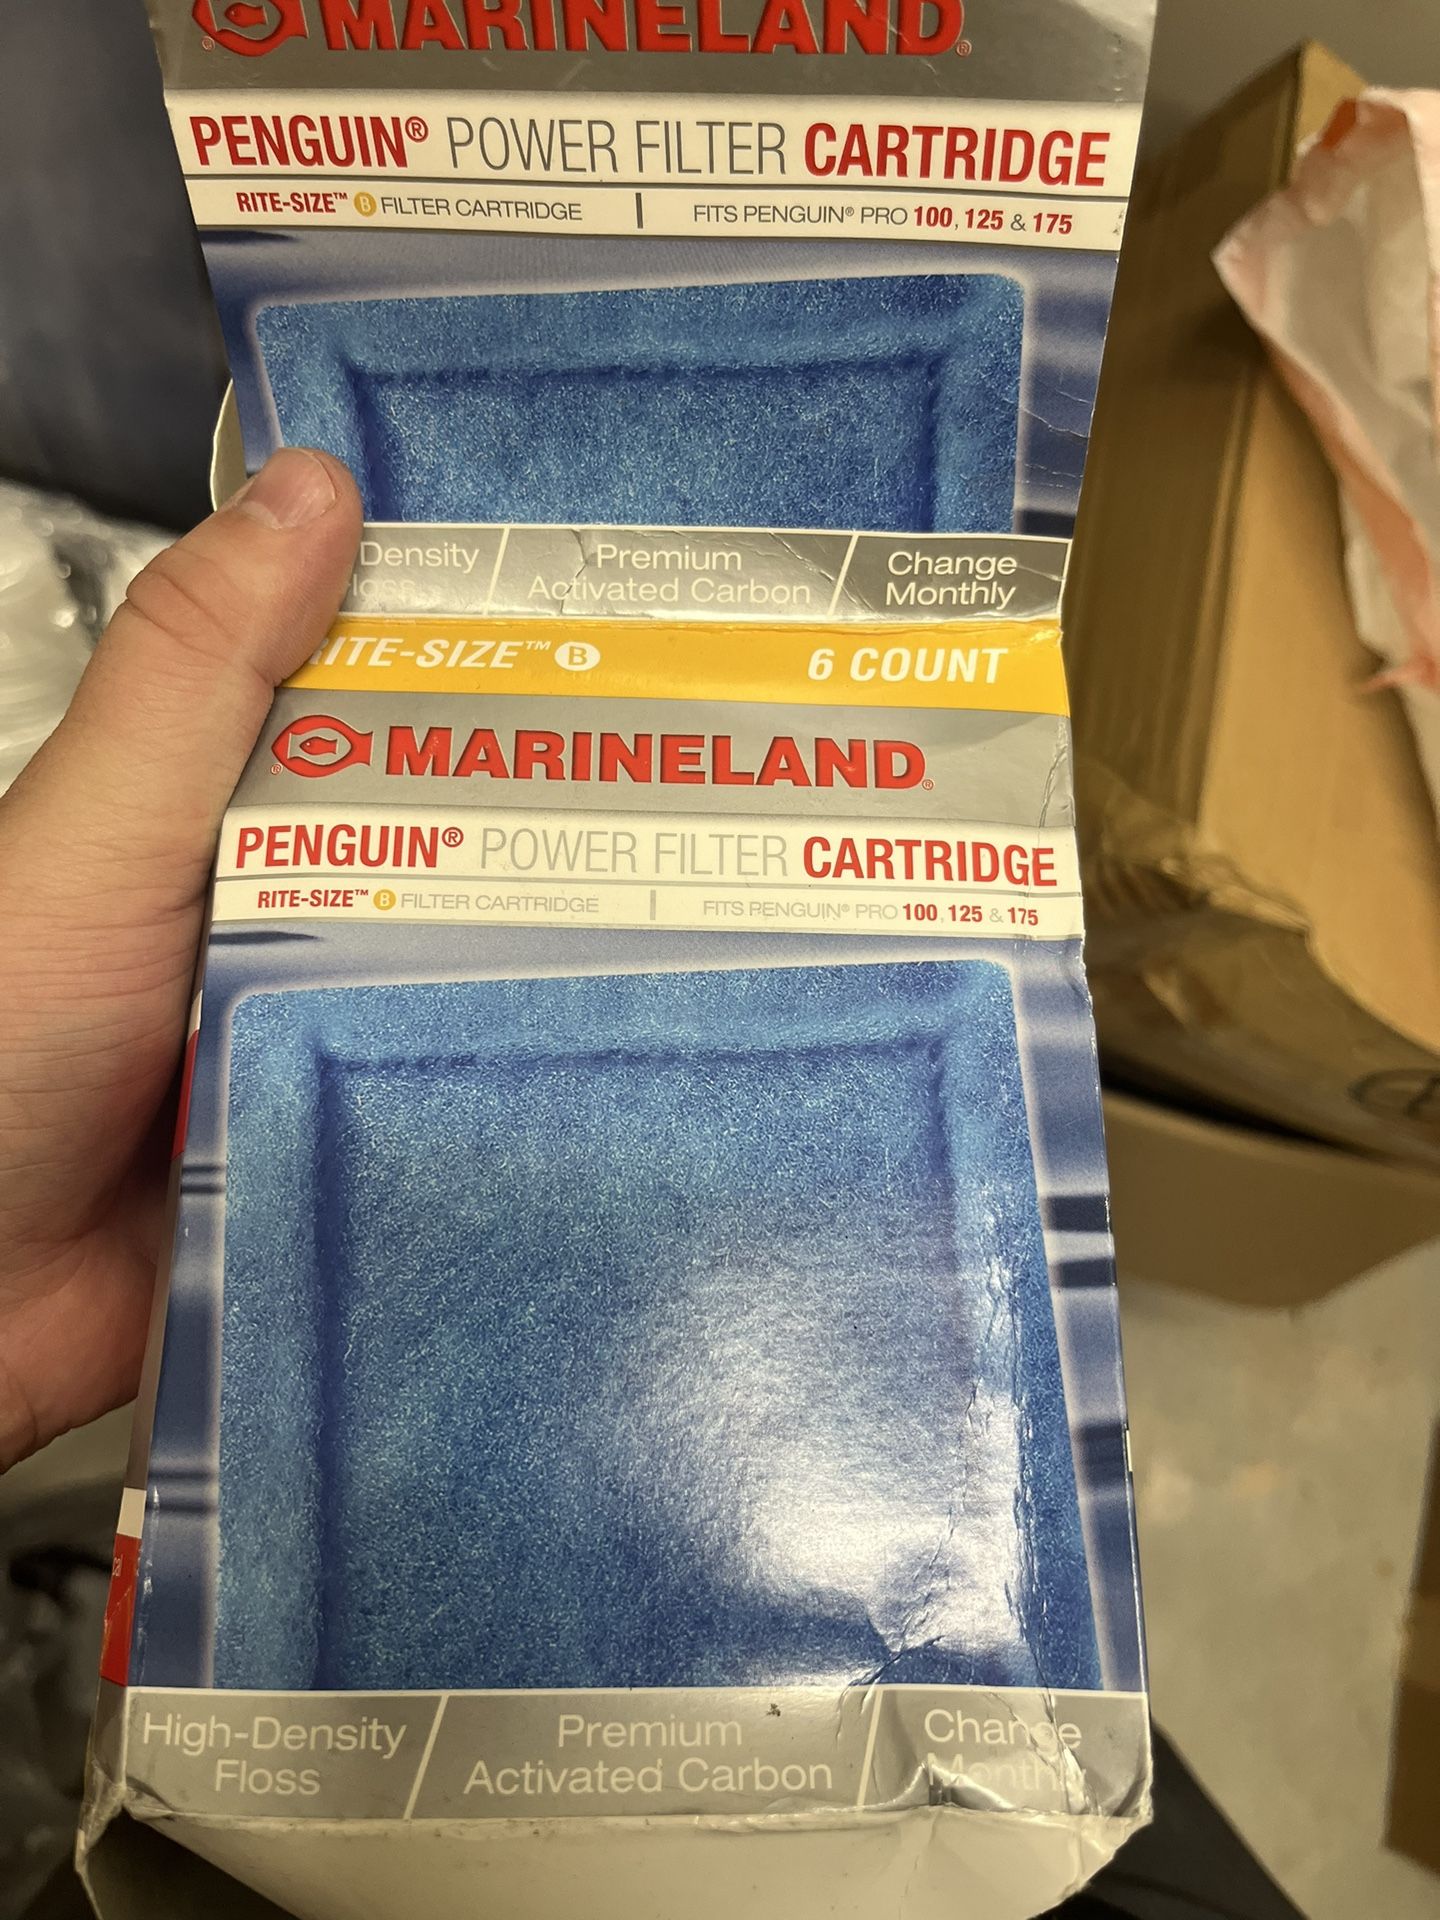 MARINELAND®
PENGUIN® POWER FILTER CARTRIDGE
RITE-SIZE™ B FILTER CARTRIDGE | FITS PENGUIN® PRO 100, 125 & 175
Density Premium Change
Activated Carbon Monthly
RITE-SIZE™ B 6 COUNT
MARINELAND®
PENGUIN® POWER FILTER CARTRIDGE
RITE-SIZE™ B FILTER CARTRIDGE | FITS PENGUIN® PRO 100, 125 & 175
High-Density Premium Change
Floss Activated Carbon Monthly